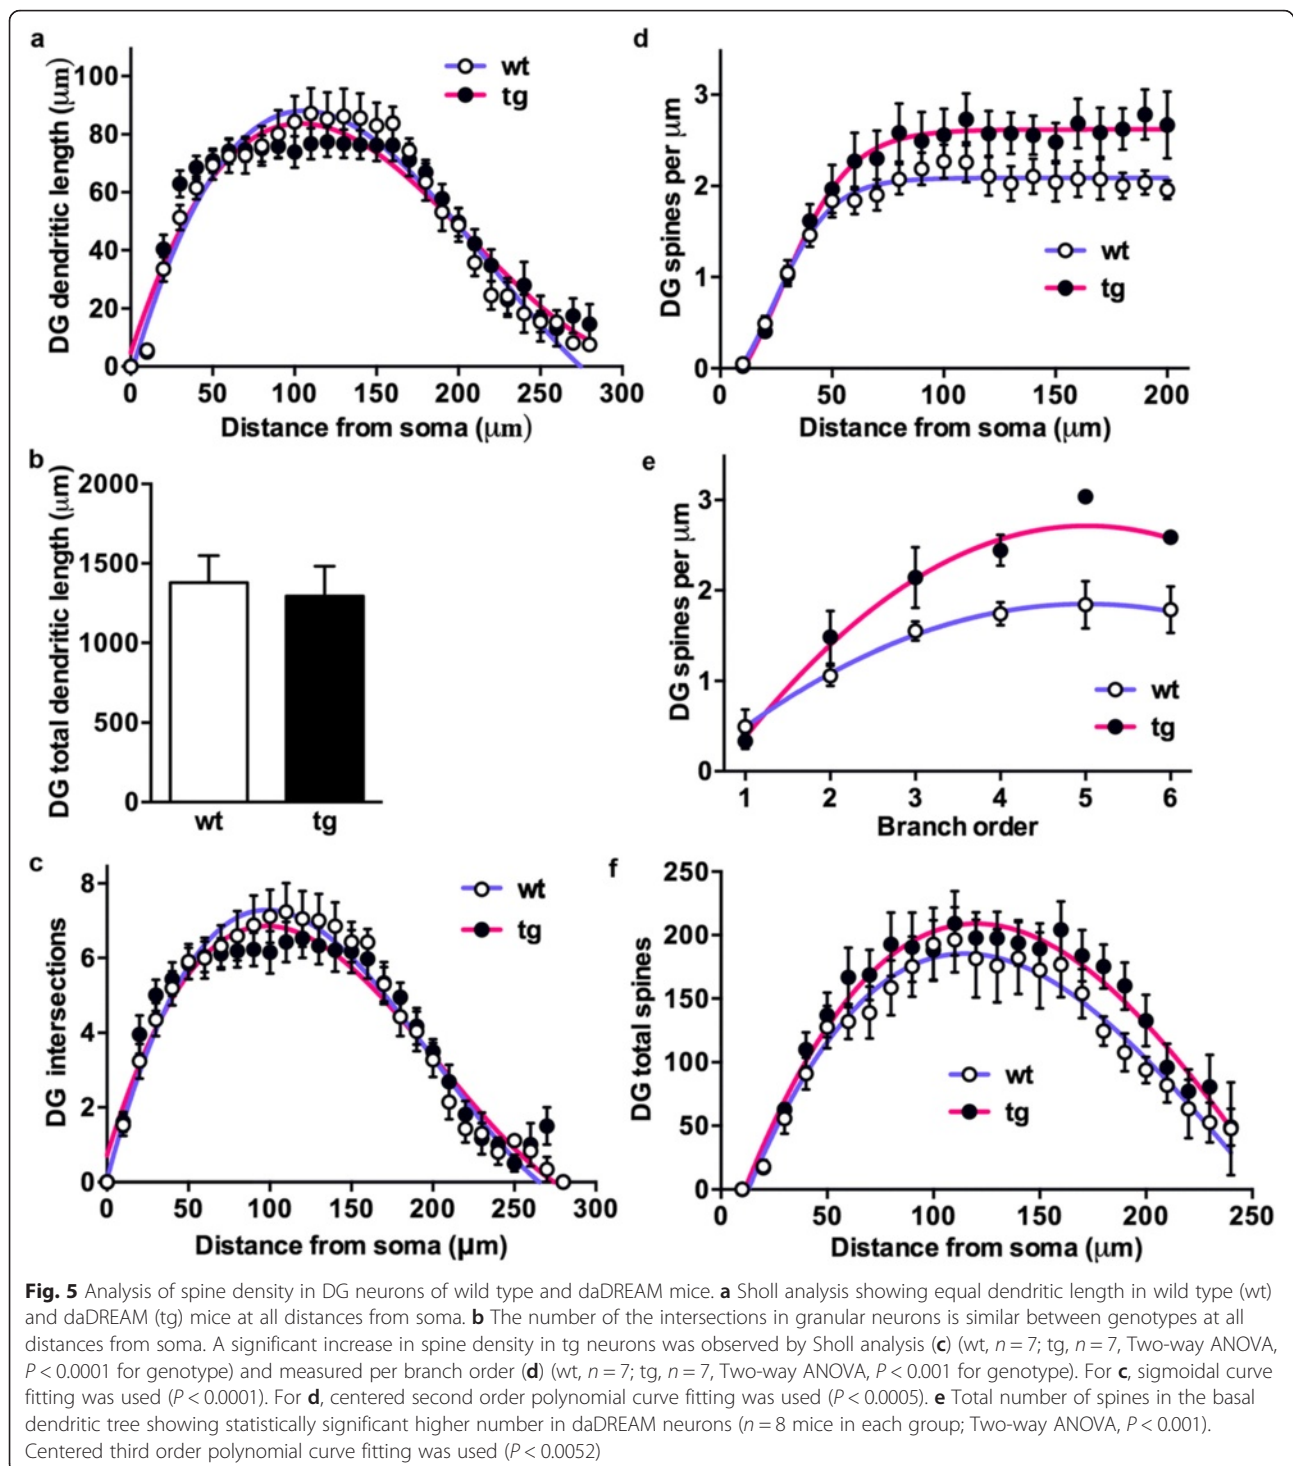 a
DG dendritic length (μm)
100
80
60
40
20
0
0 50 100 150 200 250 300
Distance from soma (μm)
wt
tg
d
DG spines per μm
3
2
1
0
0 50 100 150 200
Distance from soma (μm)
wt
tg
b
DG total dendritic length (μm)
2000
1500
1000
500
0
wt tg
e
DG spines per μm
3
2
1
0
1 2 3 4 5 6
Branch order
wt
tg
c
DG intersections
8
6
4
2
0
0 50 100 150 200 250 300
Distance from soma (μm)
wt
tg
f
DG total spines
250
200
150
100
50
0
0 50 100 150 200 250
Distance from soma (μm)
wt
tg
Fig. 5 Analysis of spine density in DG neurons of wild type and daDREAM mice. a Sholl analysis showing equal dendritic length in wild type (wt)
and daDREAM (tg) mice at all distances from soma. b The number of the intersections in granular neurons is similar between genotypes at all
distances from soma. A significant increase in spine density in tg neurons was observed by Sholl analysis (c) (wt, n = 7; tg, n = 7, Two-way ANOVA,
P < 0.0001 for genotype) and measured per branch order (d) (wt, n = 7; tg, n = 7, Two-way ANOVA, P < 0.001 for genotype). For c, sigmoidal curve
fitting was used (P < 0.0001). For d, centered second order polynomial curve fitting was used (P < 0.0005). e Total number of spines in the basal
dendritic tree showing statistically significant higher number in daDREAM neurons (n = 8 mice in each group; Two-way ANOVA, P < 0.001).
Centered third order polynomial curve fitting was used (P < 0.0052)